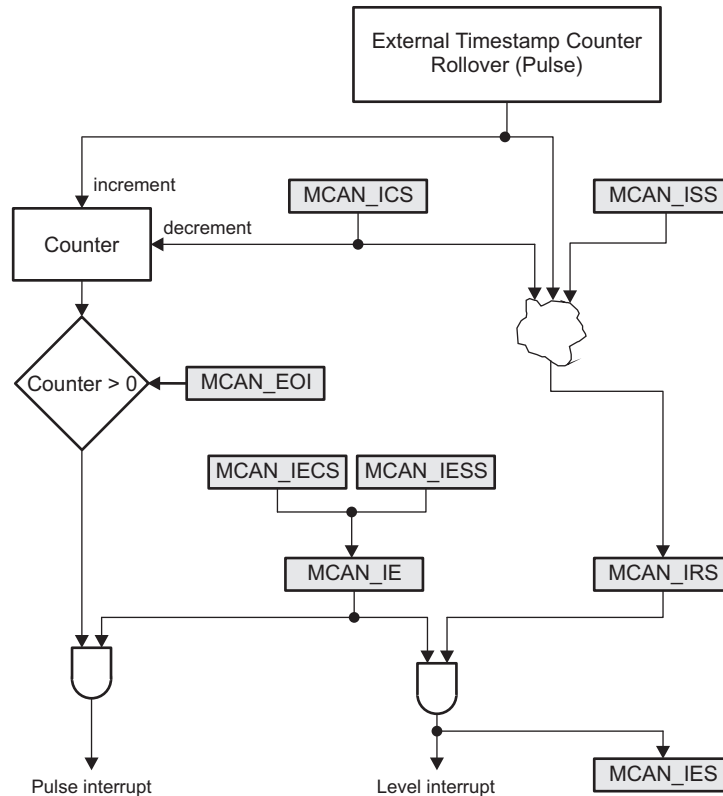 External Timestamp Counter
Rollover (Pulse)
increment
MCAN_ICS
MCAN_ISS
decrement
Counter
Counter > 0
MCAN_EOI
MCAN_IECS
MCAN_IESS
MCAN_IE
MCAN_IRS
Pulse interrupt
Level interrupt
MCAN_IES